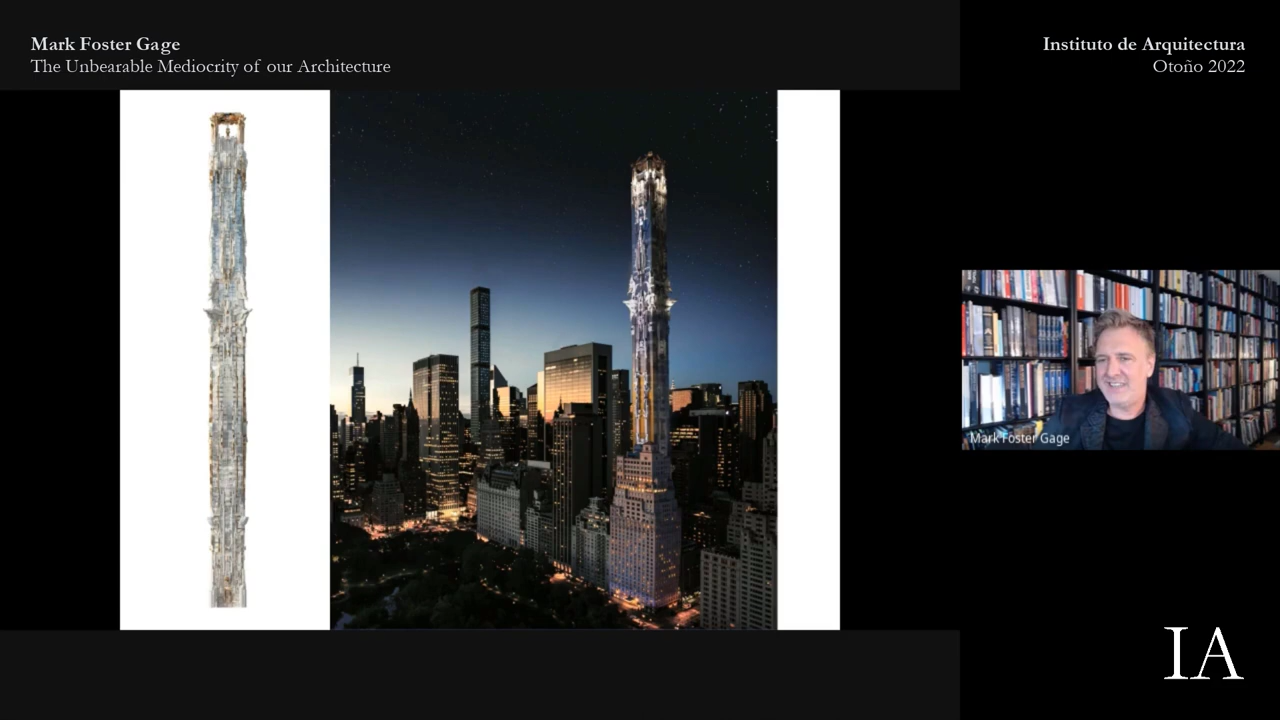 Mark Foster Gage
The Unbearable Mediocrity of our Architecture
Instituto de Arquitectura
Otoño 2022
Mark Foster Gage
IA